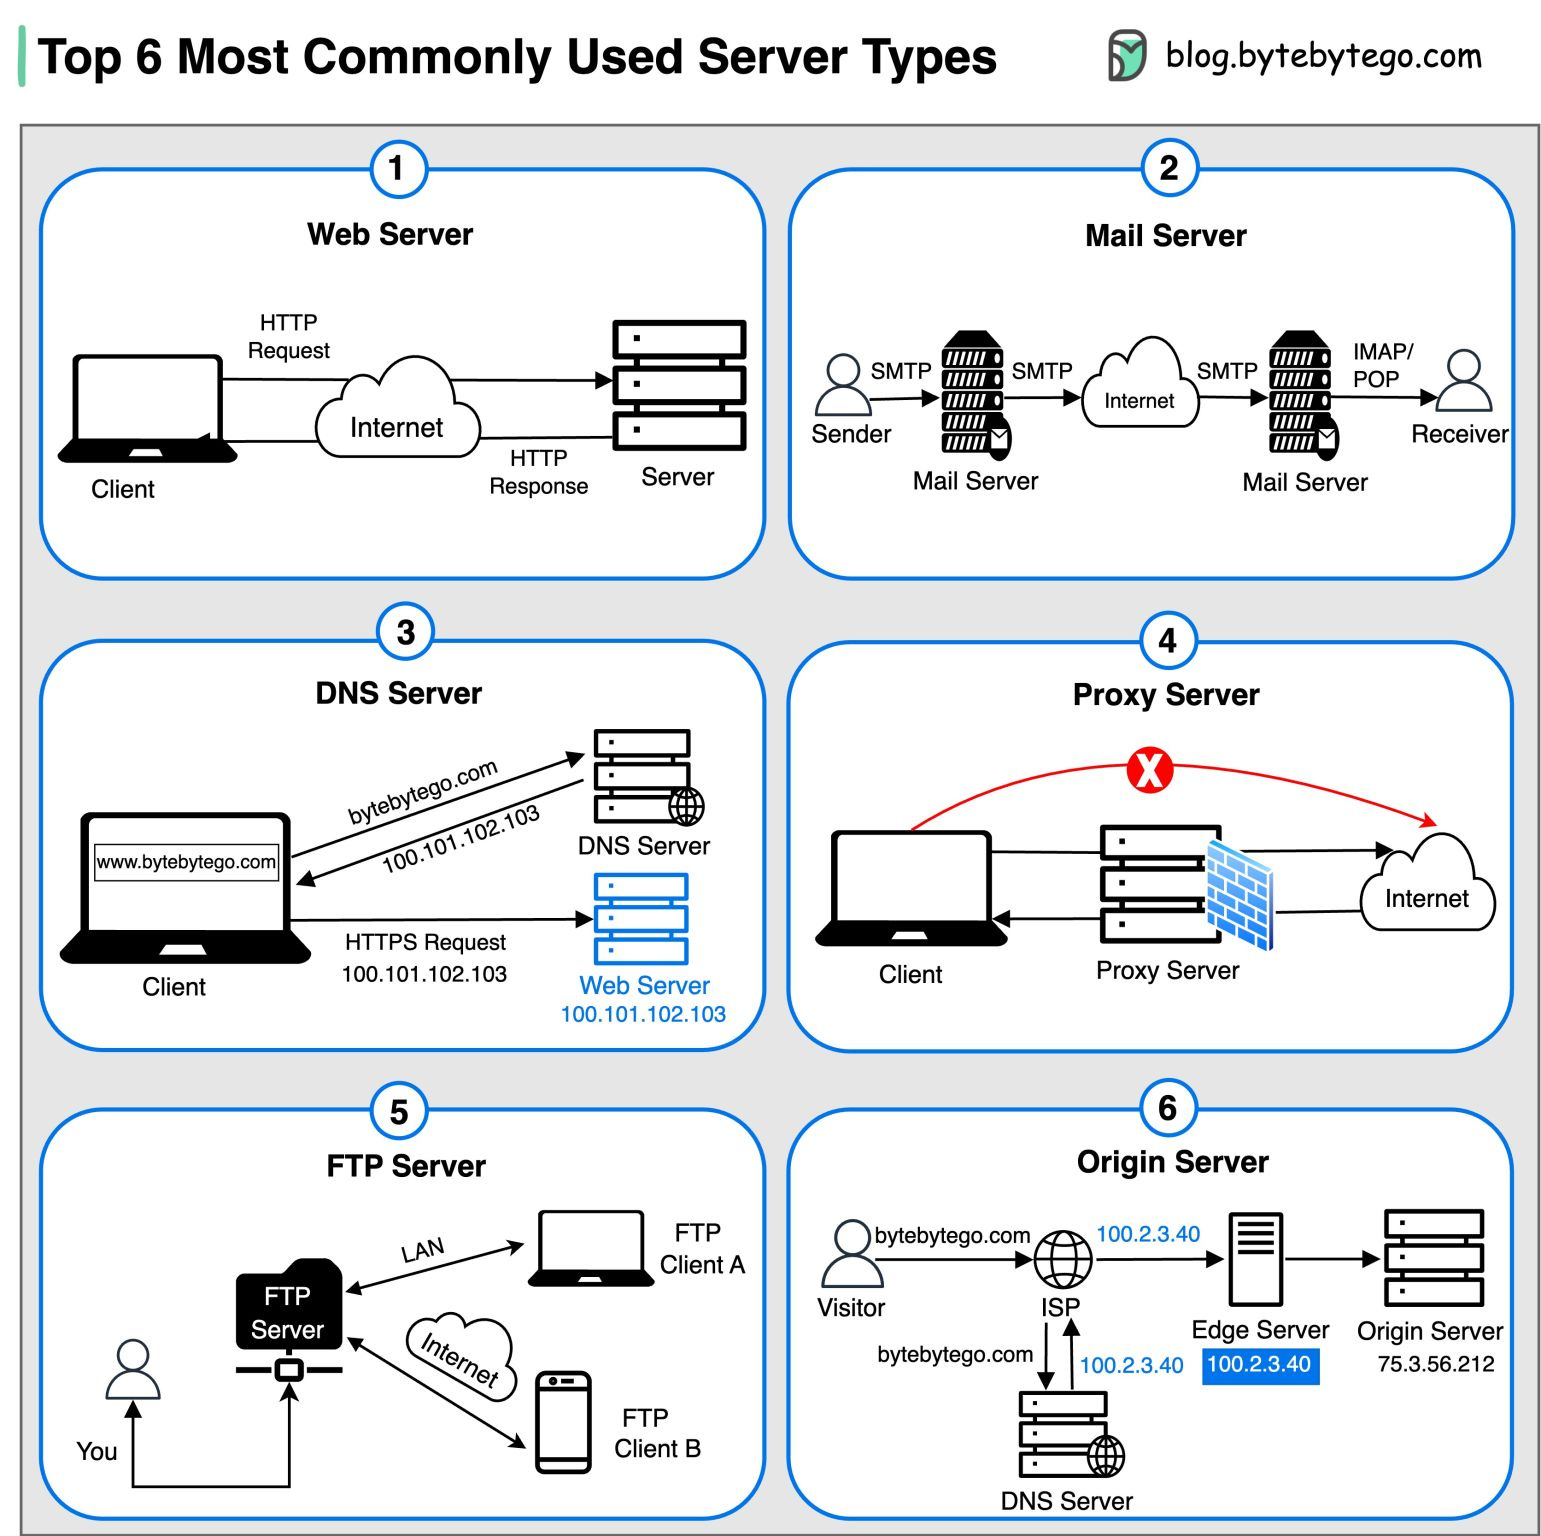 Top 6 Most Commonly Used Server Types
blog.bytebytego.com
1
Web Server
HTTP
Request
Internet
HTTP
Response
Client
Server
2
Mail Server
SMTP
SMTP
SMTP
IMAP/
POP
Internet
Sender
Mail Server
Mail Server
Receiver
3
DNS Server
bytebytego.com
100.101.102.103
www.bytebytego.com
DNS Server
HTTPS Request
100.101.102.103
Client
Web Server
100.101.102.103
4
Proxy Server
X
Internet
Client
Proxy Server
5
FTP Server
LAN
FTP
Client A
FTP
Server
Internet
You
FTP
Client B
6
Origin Server
bytebytego.com
100.2.3.40
Visitor
ISP
Edge Server
100.2.3.40
Origin Server
75.3.56.212
bytebytego.com
100.2.3.40
DNS Server